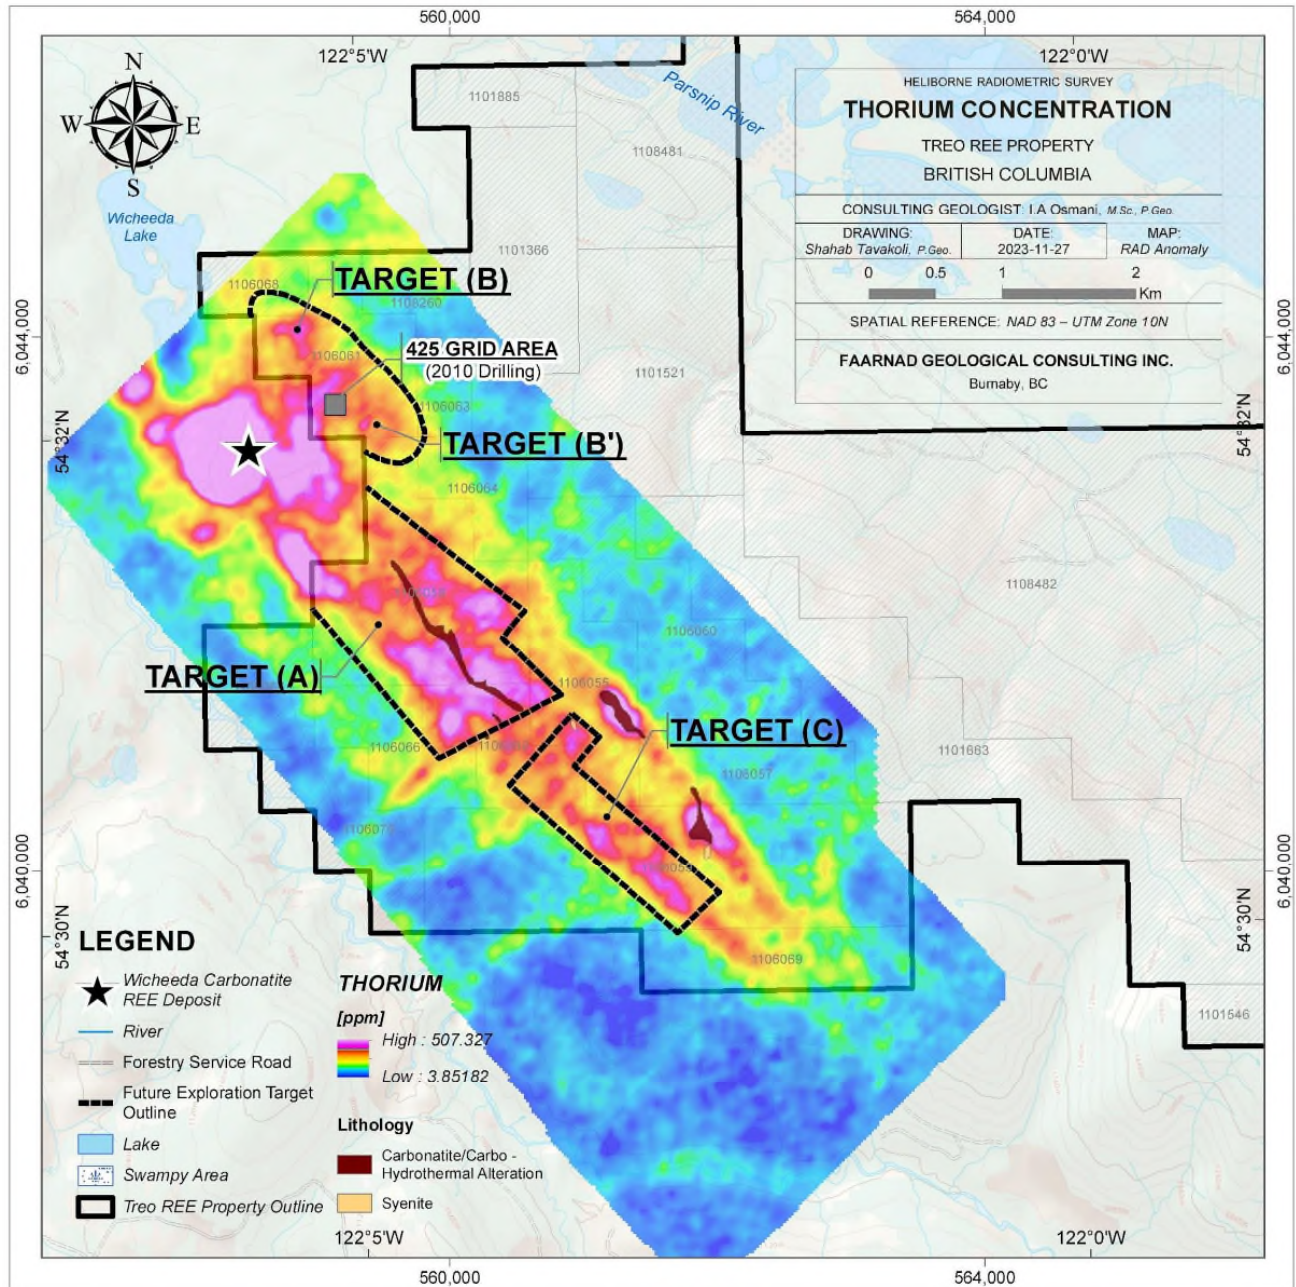 560,000
564,000
122°5'W
122°0'W
N
W
E
S
Wicheeda
Lake
Parsnip River
HELIBORNE RADIOMETRIC SURVEY
THORIUM CONCENTRATION
TREO REE PROPERTY
BRITISH COLUMBIA
CONSULTING GEOLOGIST: I.A Osmani, M.Sc., P.Geo.
DRAWING:
Shahab Tavakoli, P.Geo.
DATE:
2023-11-27
MAP:
RAD Anomaly
0 0.5 1 2
Km
SPATIAL REFERENCE: NAD 83 – UTM Zone 10N
FAARNAD GEOLOGICAL CONSULTING INC.
Burnaby, BC
1101885
1108481
1101366
1106068
TARGET (B)
1108260
6,044,000
6,044,000
1106061
425 GRID AREA
(2010 Drilling)
1101521
1106063
54°32'N
54°32'N
TARGET (B')
1106064
1108482
1106060
TARGET (A)
1106055
TARGET (C)
1106066
1101663
1106057
6,040,000
6,040,000
54°30'N
54°30'N
1106069
1101546
LEGEND
Wicheeda Carbonatite
REE Deposit
River
Forestry Service Road
Future Exploration Target
Outline
Lake
Swampy Area
Treo REE Property Outline
THORIUM
[ppm]
High : 507.327
Low : 3.85182
Lithology
Carbonatite/Carbo -
Hydrothermal Alteration
Syenite
122°5'W
122°0'W
560,000
564,000